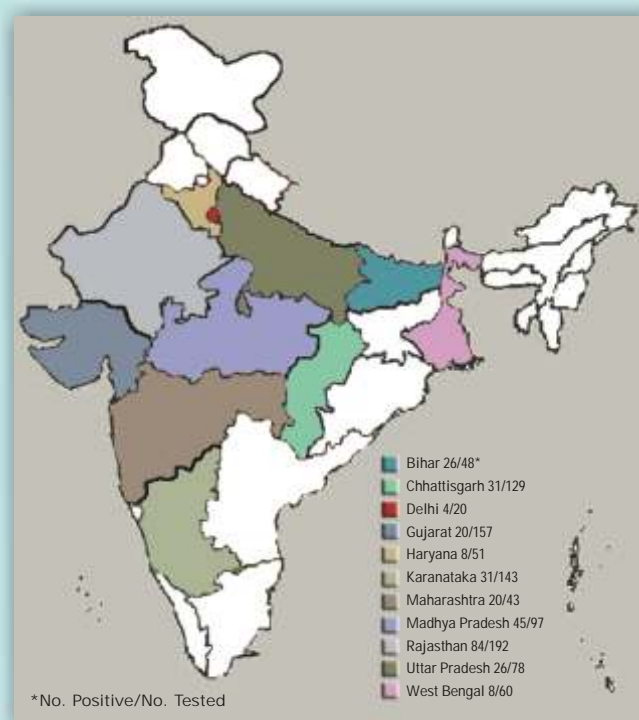 Bihar 26/48*
Chhattisgarh 31/129
Delhi 4/20
Gujarat 20/157
Haryana 8/51
Karanataka 31/143
Maharashtra 20/43
Madhya Pradesh 45/97
Rajasthan 84/192
Uttar Pradesh 26/78
West Bengal 8/60
*No. Positive/No. Tested